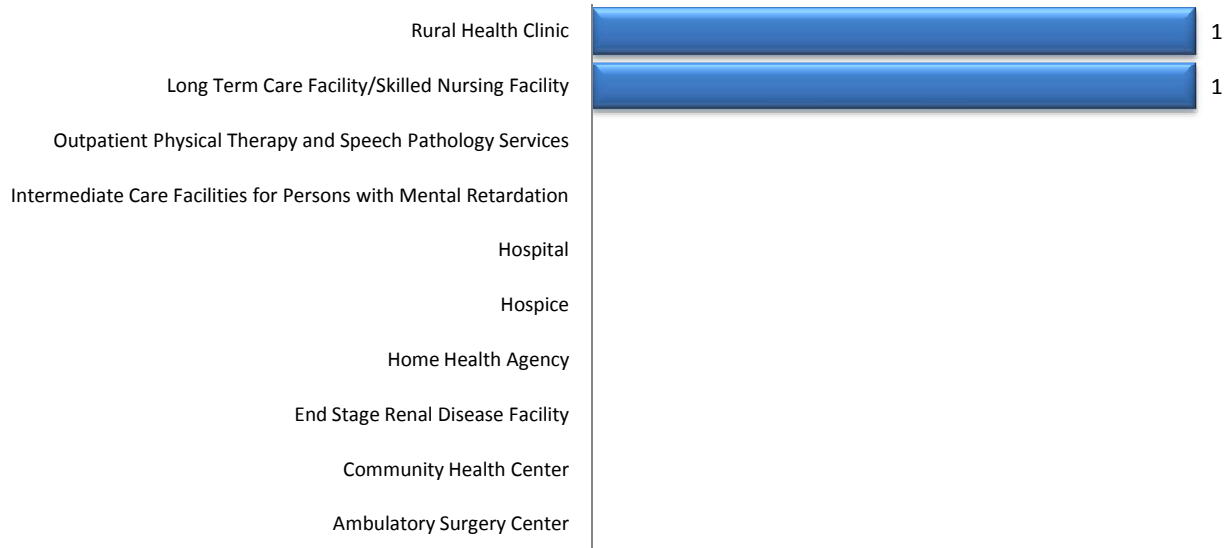 Rural Health Clinic 1
Long Term Care Facility/Skilled Nursing Facility 1
Outpatient Physical Therapy and Speech Pathology Services
Intermediate Care Facilities for Persons with Mental Retardation
Hospital
Hospice
Home Health Agency
End Stage Renal Disease Facility
Community Health Center
Ambulatory Surgery Center